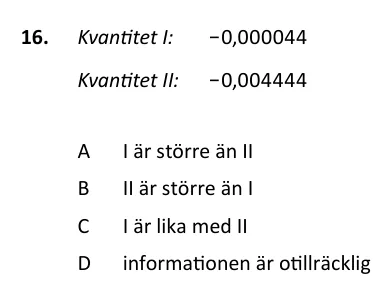 16. Kvantitet I: −0,000044
Kvantitet II: −0,004444
A I är större än II
B II är större än I
C I är lika med II
D informationen är otillräcklig